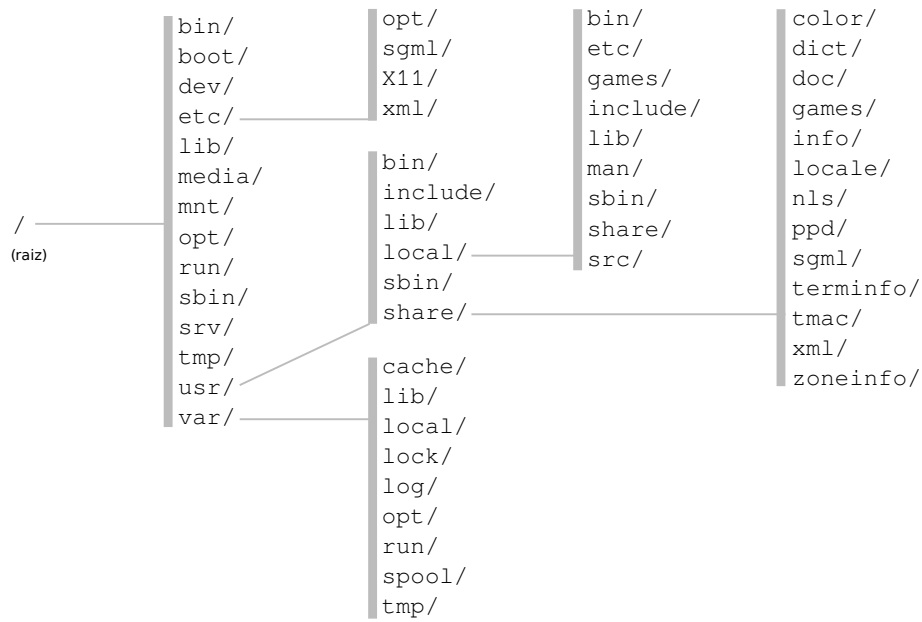 /
(raiz)
bin/
boot/
dev/
etc/
lib/
media/
mnt/
opt/
run/
sbin/
srv/
tmp/
usr/
var/
opt/
sgml/
X11/
xml/
bin/
include/
lib/
local/
sbin/
share/
cache/
lib/
local/
lock/
log/
opt/
run/
spool/
tmp/
bin/
etc/
games/
include/
lib/
man/
sbin/
share/
src/
color/
dict/
doc/
games/
info/
locale/
nls/
ppd/
sgml/
terminfo/
tmac/
xml/
zoneinfo/